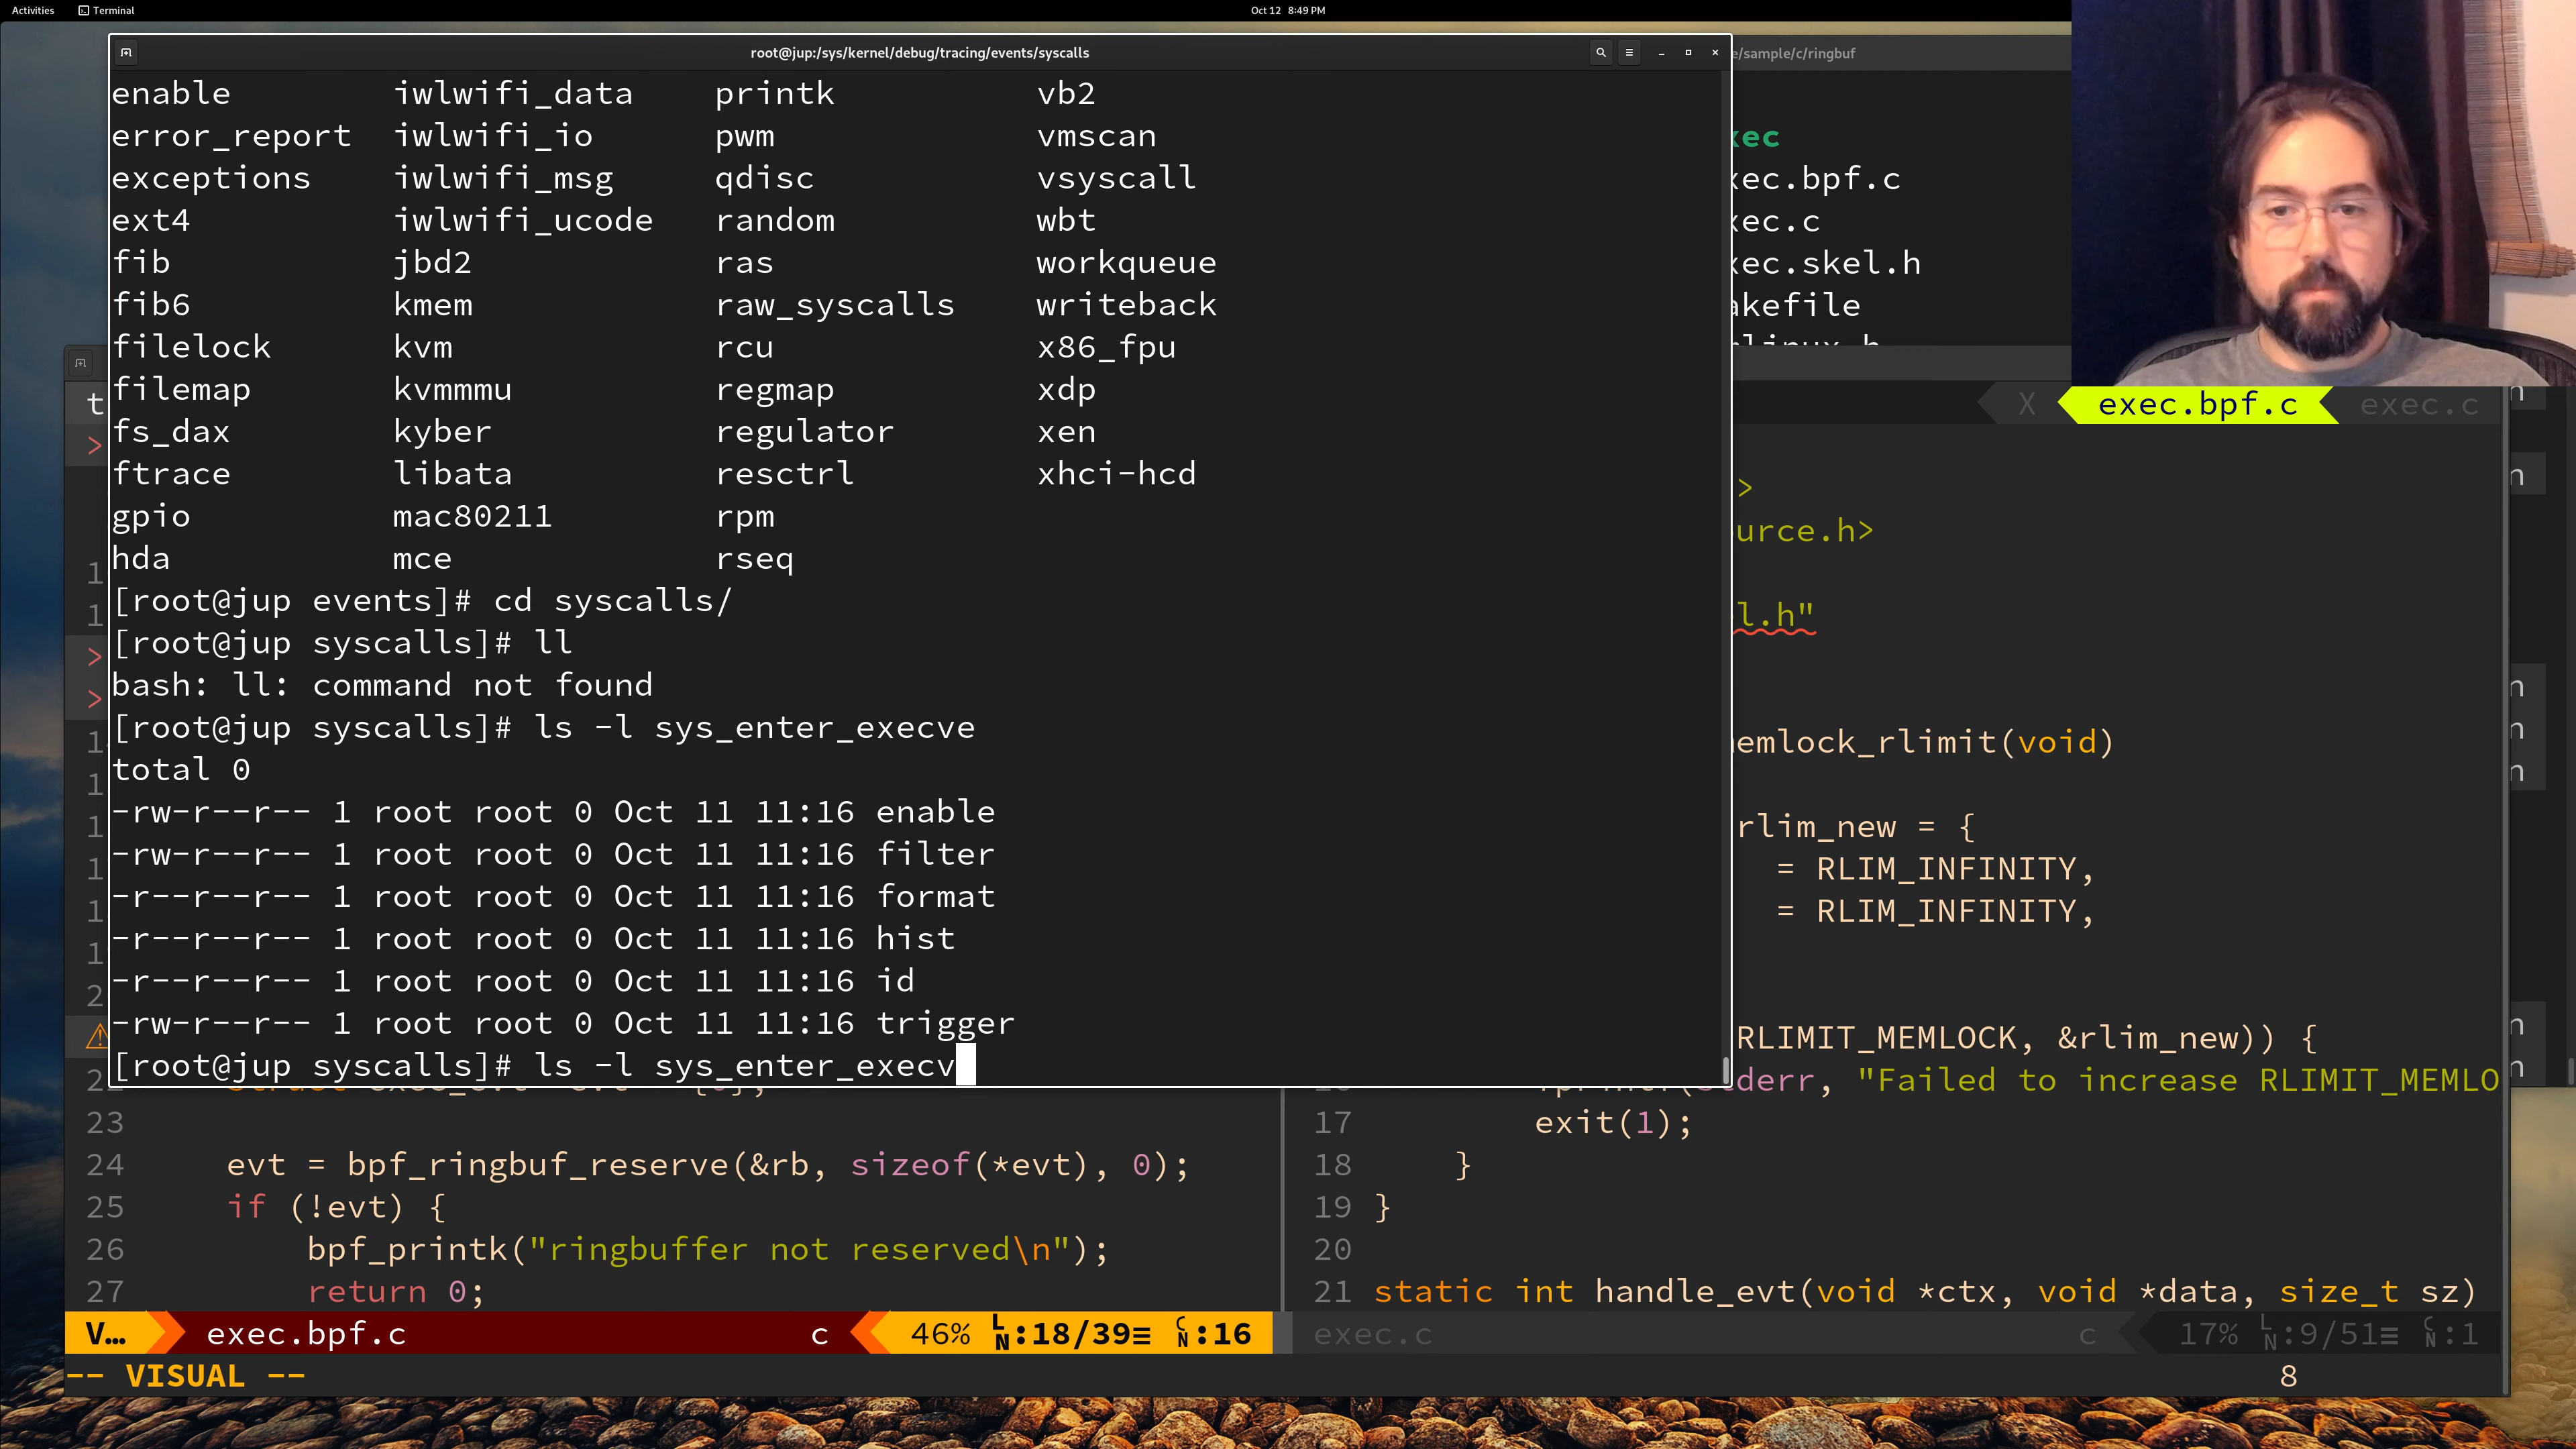 Activities Terminal Oct 12 8:49 PM
root@jup:/sys/kernel/debug/tracing/events/syscalls
e/sample/c/ringbuf
enable iwlwifi_data printk vb2
error_report iwlwifi_io pwm vmscan
exceptions iwlwifi_msg qdisc vsyscall
ext4 iwlwifi_ucode random wbt
fib jbd2 ras workqueue
fib6 kmem raw_syscalls writeback
filelock kvm rcu x86_fpu
filemap kvmmmu regmap xdp
fs_dax kyber regulator xen
ftrace libata resctrl xhci-hcd
gpio mac80211 rpm
hda mce rseq
[root@jup events]# cd syscalls/
[root@jup syscalls]# ll
bash: ll: command not found
[root@jup syscalls]# ls -l sys_enter_execve
total 0
-rw-r--r-- 1 root root 0 Oct 11 11:16 enable
-rw-r--r-- 1 root root 0 Oct 11 11:16 filter
-r--r--r-- 1 root root 0 Oct 11 11:16 format
-r--r--r-- 1 root root 0 Oct 11 11:16 hist
-r--r--r-- 1 root root 0 Oct 11 11:16 id
-rw-r--r-- 1 root root 0 Oct 11 11:16 trigger
[root@jup syscalls]# ls -l sys_enter_execv
xec
xec.bpf.c
xec.c
xec.skel.h
akefile
X exec.bpf.c exec.c
>
urce.h>
l.h"
emlock_rlimit(void)
rlim_new = {
= RLIM_INFINITY,
= RLIM_INFINITY,
RLIMIT_MEMLOCK, &rlim_new)) {
derr, "Failed to increase RLIMIT_MEMLO
17 exit(1);
18 }
19 }
20
21 static int handle_evt(void *ctx, void *data, size_t sz)
23
24 evt = bpf_ringbuf_reserve(&rb, sizeof(*evt), 0);
25 if (!evt) {
26 bpf_printk("ringbuffer not reserved\n");
27 return 0;
V... exec.bpf.c c 46% LN:18/39≡ CN:16
exec.c c 17% LN:9/51≡ CN:1
-- VISUAL -- 8